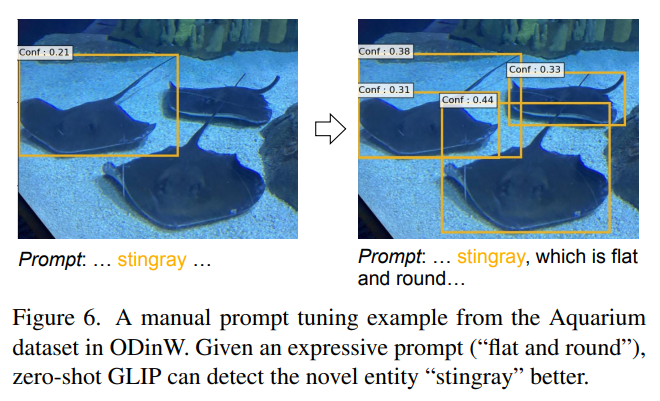 Conf : 0.21
Prompt: … stingray …
Conf : 0.38
Conf : 0.33
Conf : 0.31
Conf : 0.44
Prompt: … stingray, which is flat
and round…
Figure 6. A manual prompt tuning example from the Aquarium
dataset in ODinW. Given an expressive prompt (“flat and round”),
zero-shot GLIP can detect the novel entity “stingray” better.